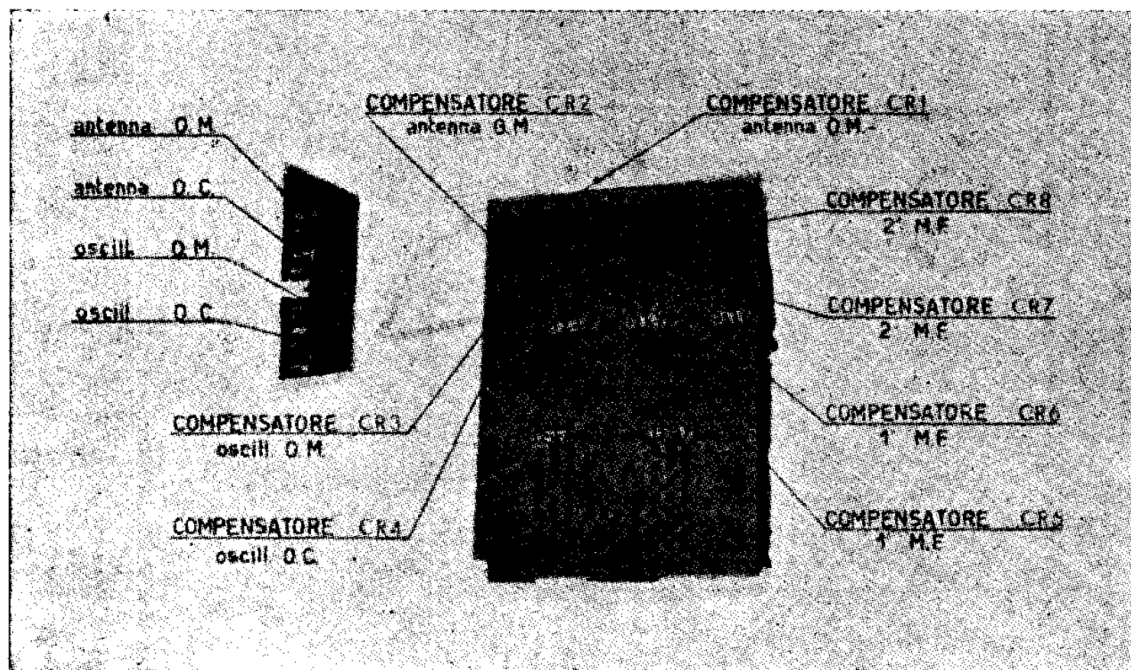 antenna O.M.
antenna O.C.
oscill. O.M.
oscill. O.C.
COMPENSATORE CR2
antenna O.M.
COMPENSATORE CR1
antenna O.M.-
COMPENSATORE CR8
2ª M.F.
COMPENSATORE CR7
2ª M.F.
COMPENSATORE CR6
1ª M.F.
COMPENSATORE CR5
1ª M.F.
COMPENSATORE CR3
oscill. O.M.
COMPENSATORE CR4
oscill. O.C.